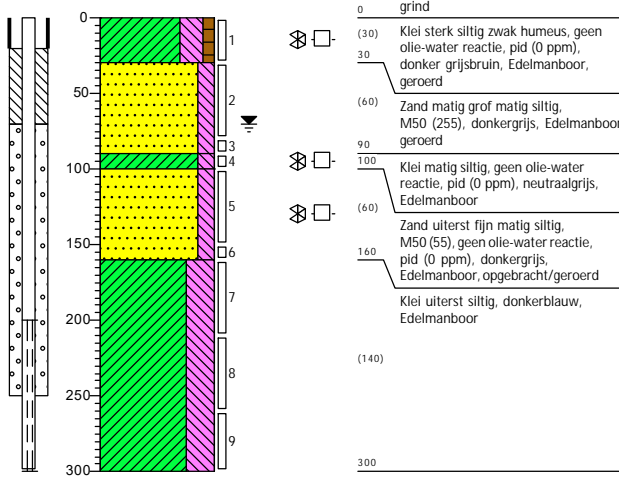 0
50
100
150
200
250
300
1
2
3
4
5
6
7
8
9
0
grind
(30)
Klei sterk siltig zwak humeus, geen
olie-water reactie, pid (0 ppm),
donker grijsbruin, Edelmanboor,
geroerd
30
(60)
Zand matig grof matig siltig,
M50 (255), donkergrijs, Edelmanboor
geroerd
90
100
Klei matig siltig, geen olie-water
reactie, pid (0 ppm), neutraalgrijs,
Edelmanboor
(60)
Zand uiterst fijn matig siltig,
M50 (55), geen olie-water reactie,
pid (0 ppm), donkergrijs,
Edelmanboor, opgebracht/geroerd
160
Klei uiterst siltig, donkerblauw,
Edelmanboor
(140)
300